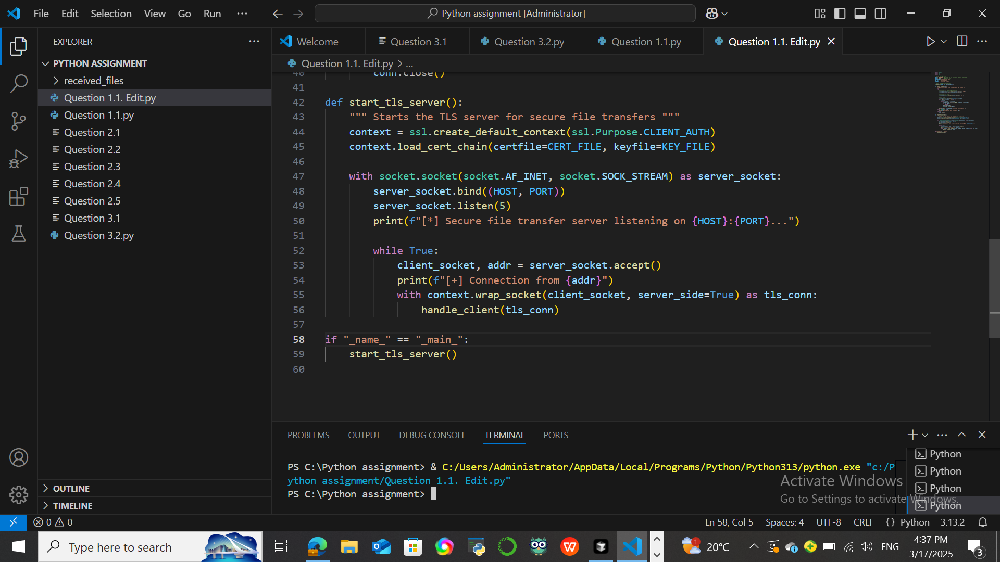 File Edit Selection View Go Run ··· Python assignment [Administrator]
EXPLORER ···
PYTHON ASSIGNMENT
received_files
Question 1.1. Edit.py
Question 1.1.py
Question 2.1
Question 2.2
Question 2.3
Question 2.4
Question 2.5
Question 3.1
Question 3.2.py
OUTLINE
TIMELINE
Welcome Question 3.1 Question 3.2.py Question 1.1.py Question 1.1. Edit.py
Question 1.1. Edit.py > ...
40 conn.close()
41
42 def start_tls_server():
43 """ Starts the TLS server for secure file transfers """
44 context = ssl.create_default_context(ssl.Purpose.CLIENT_AUTH)
45 context.load_cert_chain(certfile=CERT_FILE, keyfile=KEY_FILE)
46
47 with socket.socket(socket.AF_INET, socket.SOCK_STREAM) as server_socket:
48 server_socket.bind((HOST, PORT))
49 server_socket.listen(5)
50 print(f"[*] Secure file transfer server listening on {HOST}:{PORT}...")
51
52 while True:
53 client_socket, addr = server_socket.accept()
54 print(f"[+] Connection from {addr}")
55 with context.wrap_socket(client_socket, server_side=True) as tls_conn:
56 handle_client(tls_conn)
57
58 if "_name_" == "_main_":
59 start_tls_server()
60
PROBLEMS OUTPUT DEBUG CONSOLE TERMINAL PORTS
PS C:\Python assignment> & C:/Users/Administrator/AppData/Local/Programs/Python/Python313/python.exe "c:/P
ython assignment/Question 1.1. Edit.py"
PS C:\Python assignment>
Python
Python
Python
Python
Activate Windows
Go to Settings to activate Windows.
0 0 Ln 58, Col 5 Spaces: 4 UTF-8 CRLF {} Python 3.13.2
Type here to search
1 20°C ENG
4:37 PM
3/17/2025
3